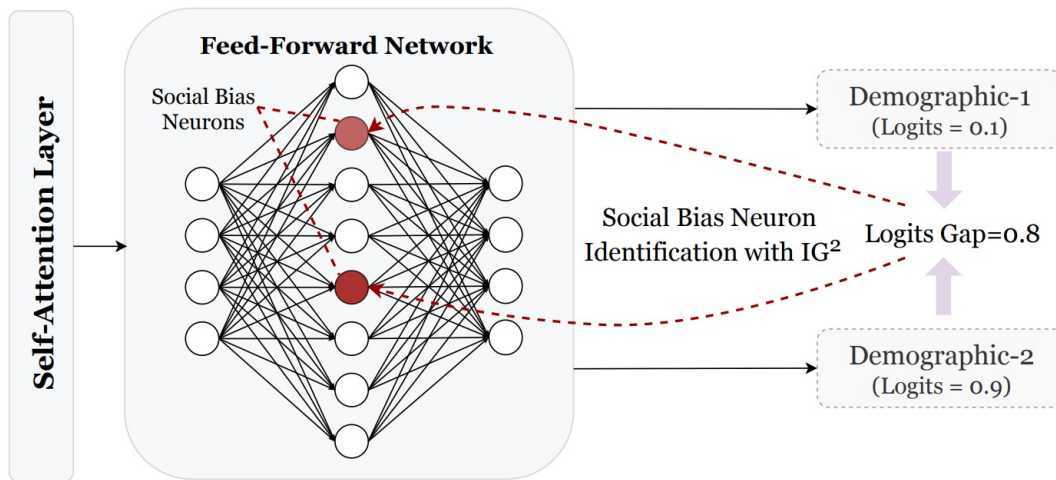 Self-Attention Layer
Feed-Forward Network
Social Bias
Neurons
Social Bias Neuron
Identification with IG²
Demographic-1
(Logits = 0.1)
Logits Gap=0.8
Demographic-2
(Logits = 0.9)